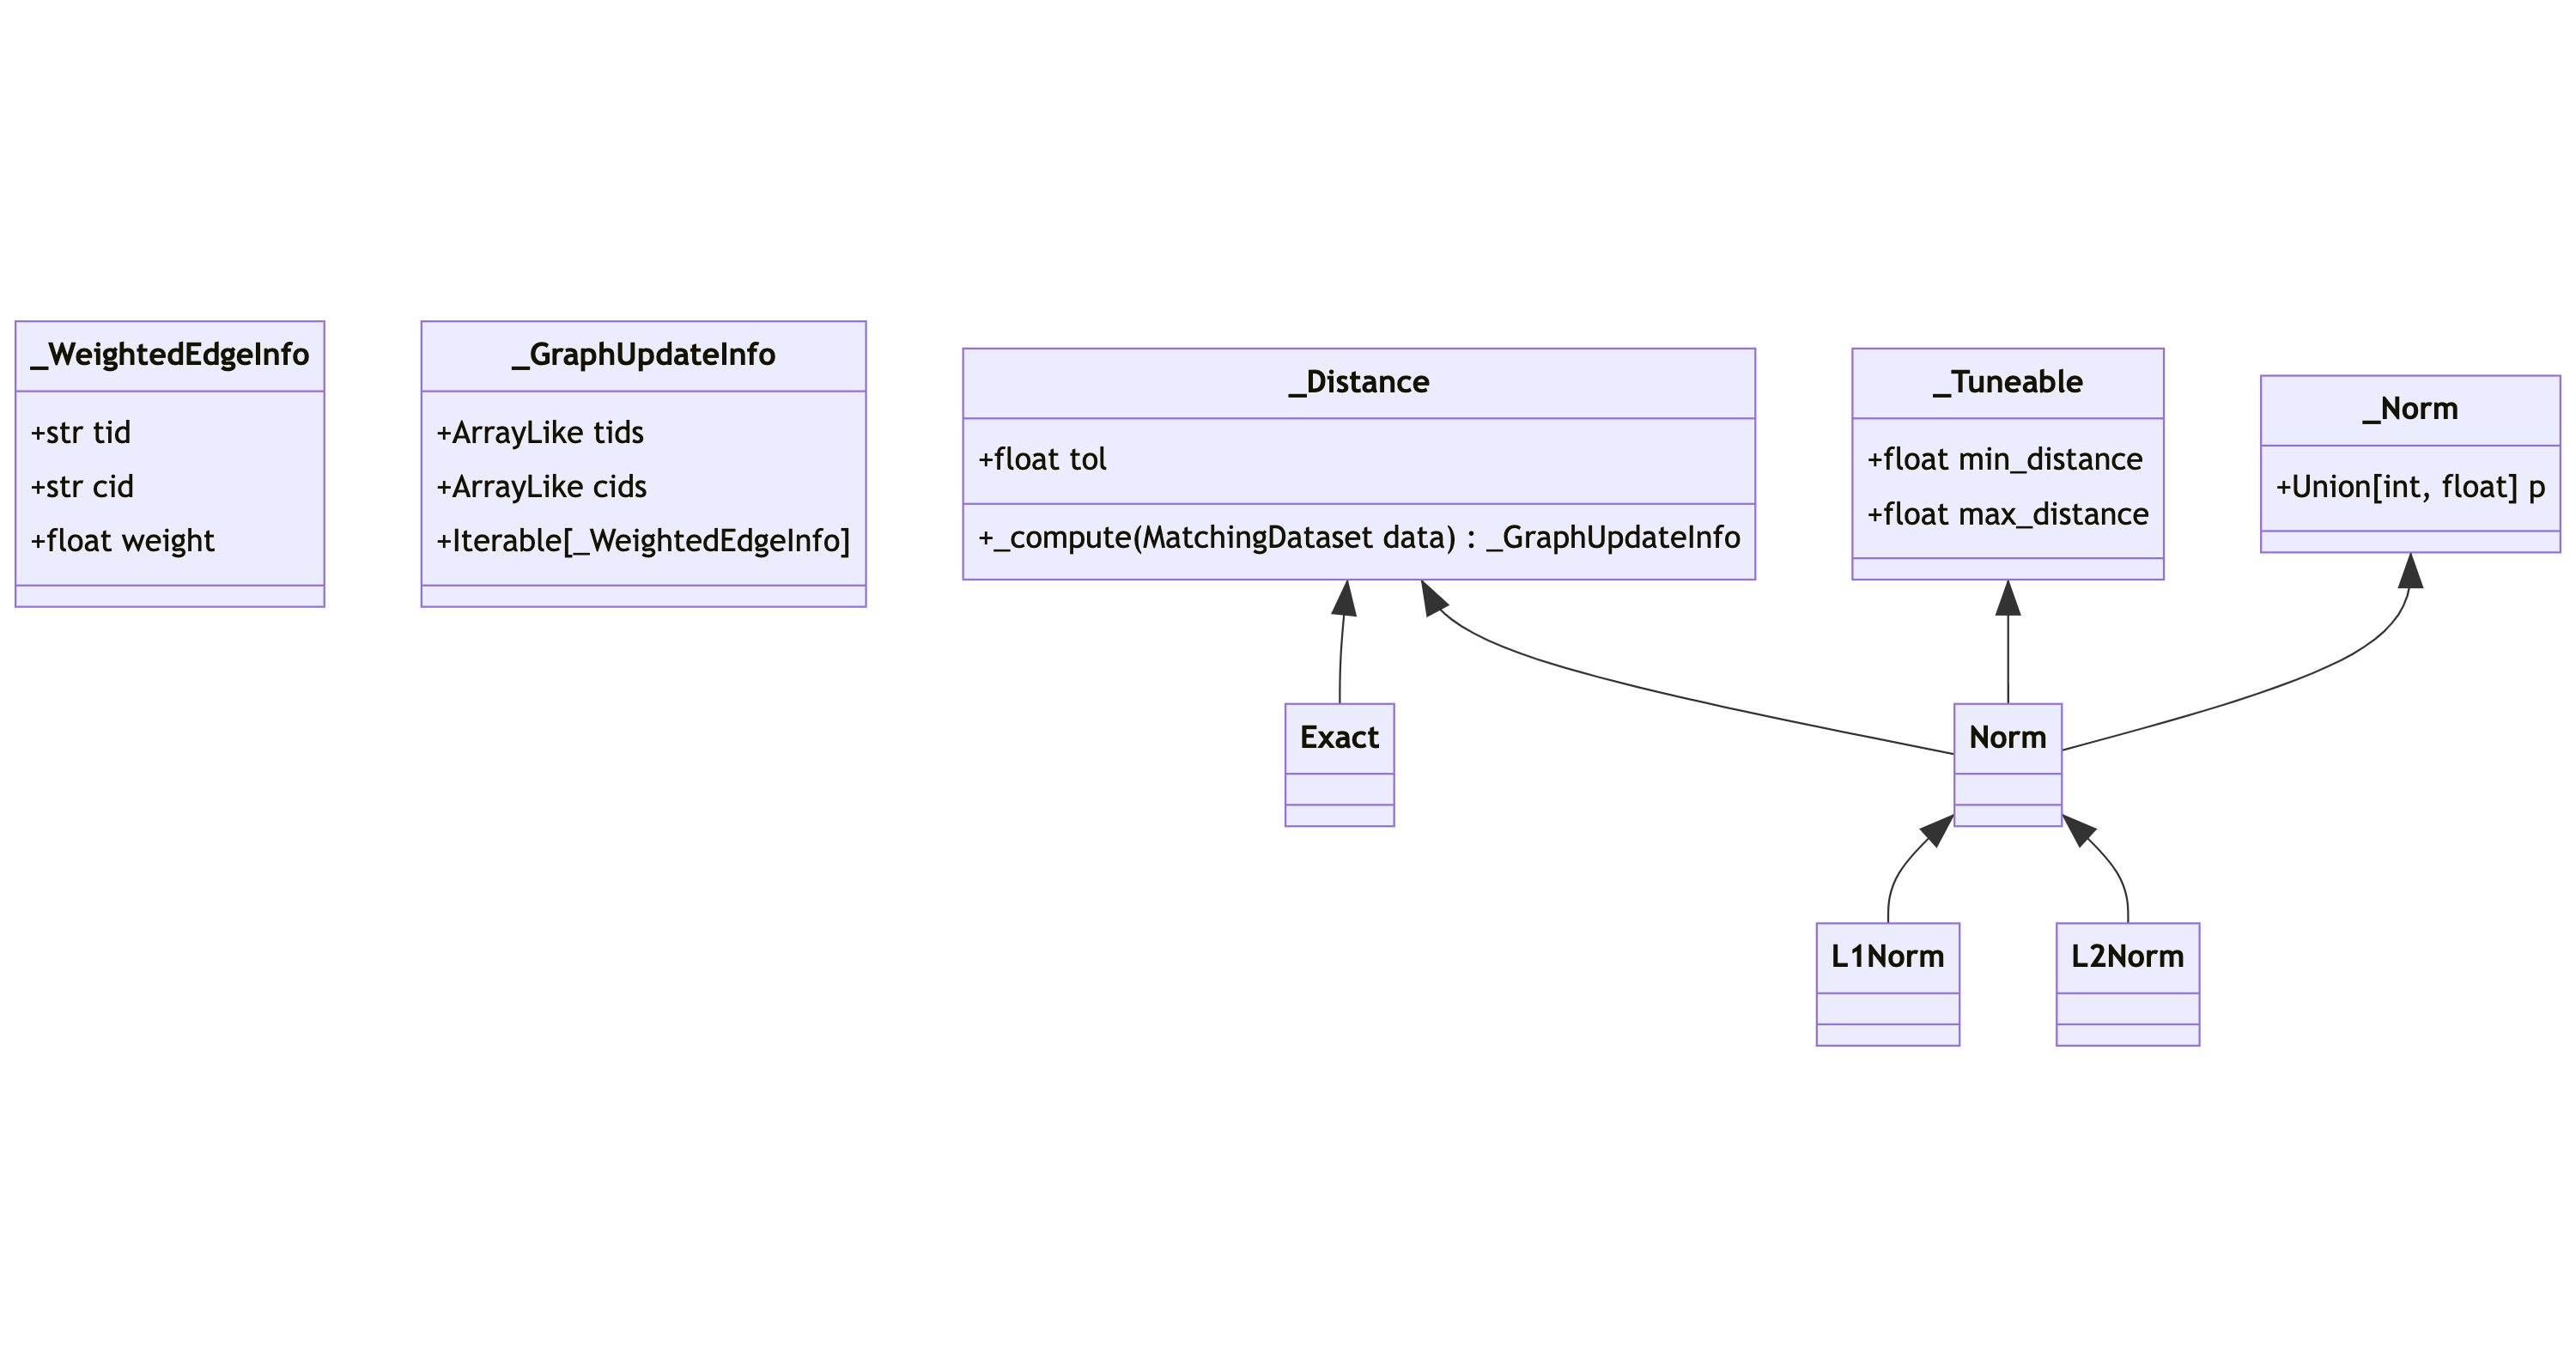 _WeightedEdgeInfo
+str tid
+str cid
+float weight
_GraphUpdateInfo
+ArrayLike tids
+ArrayLike cids
+Iterable[_WeightedEdgeInfo]
_Distance
+float tol
+_compute(MatchingDataset data) : _GraphUpdateInfo
_Tuneable
+float min_distance
+float max_distance
_Norm
+Union[int, float] p
Exact
Norm
L1Norm
L2Norm